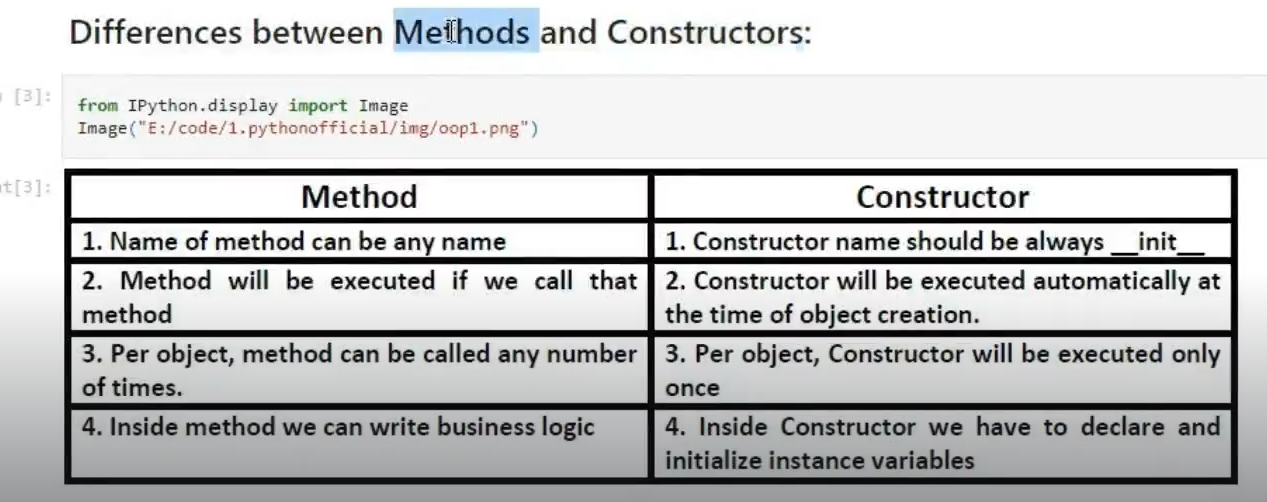 Differences between Methods and Constructors:
[3]:
from IPython.display import Image
Image("E:/code/1.pythonofficial/img/oop1.png")
t[3]:
Method
Constructor
1. Name of method can be any name
1. Constructor name should be always __init__
2. Method will be executed if we call that
method
2. Constructor will be executed automatically at
the time of object creation.
3. Per object, method can be called any number
of times.
3. Per object, Constructor will be executed only
once
4. Inside method we can write business logic
4. Inside Constructor we have to declare and
initialize instance variables